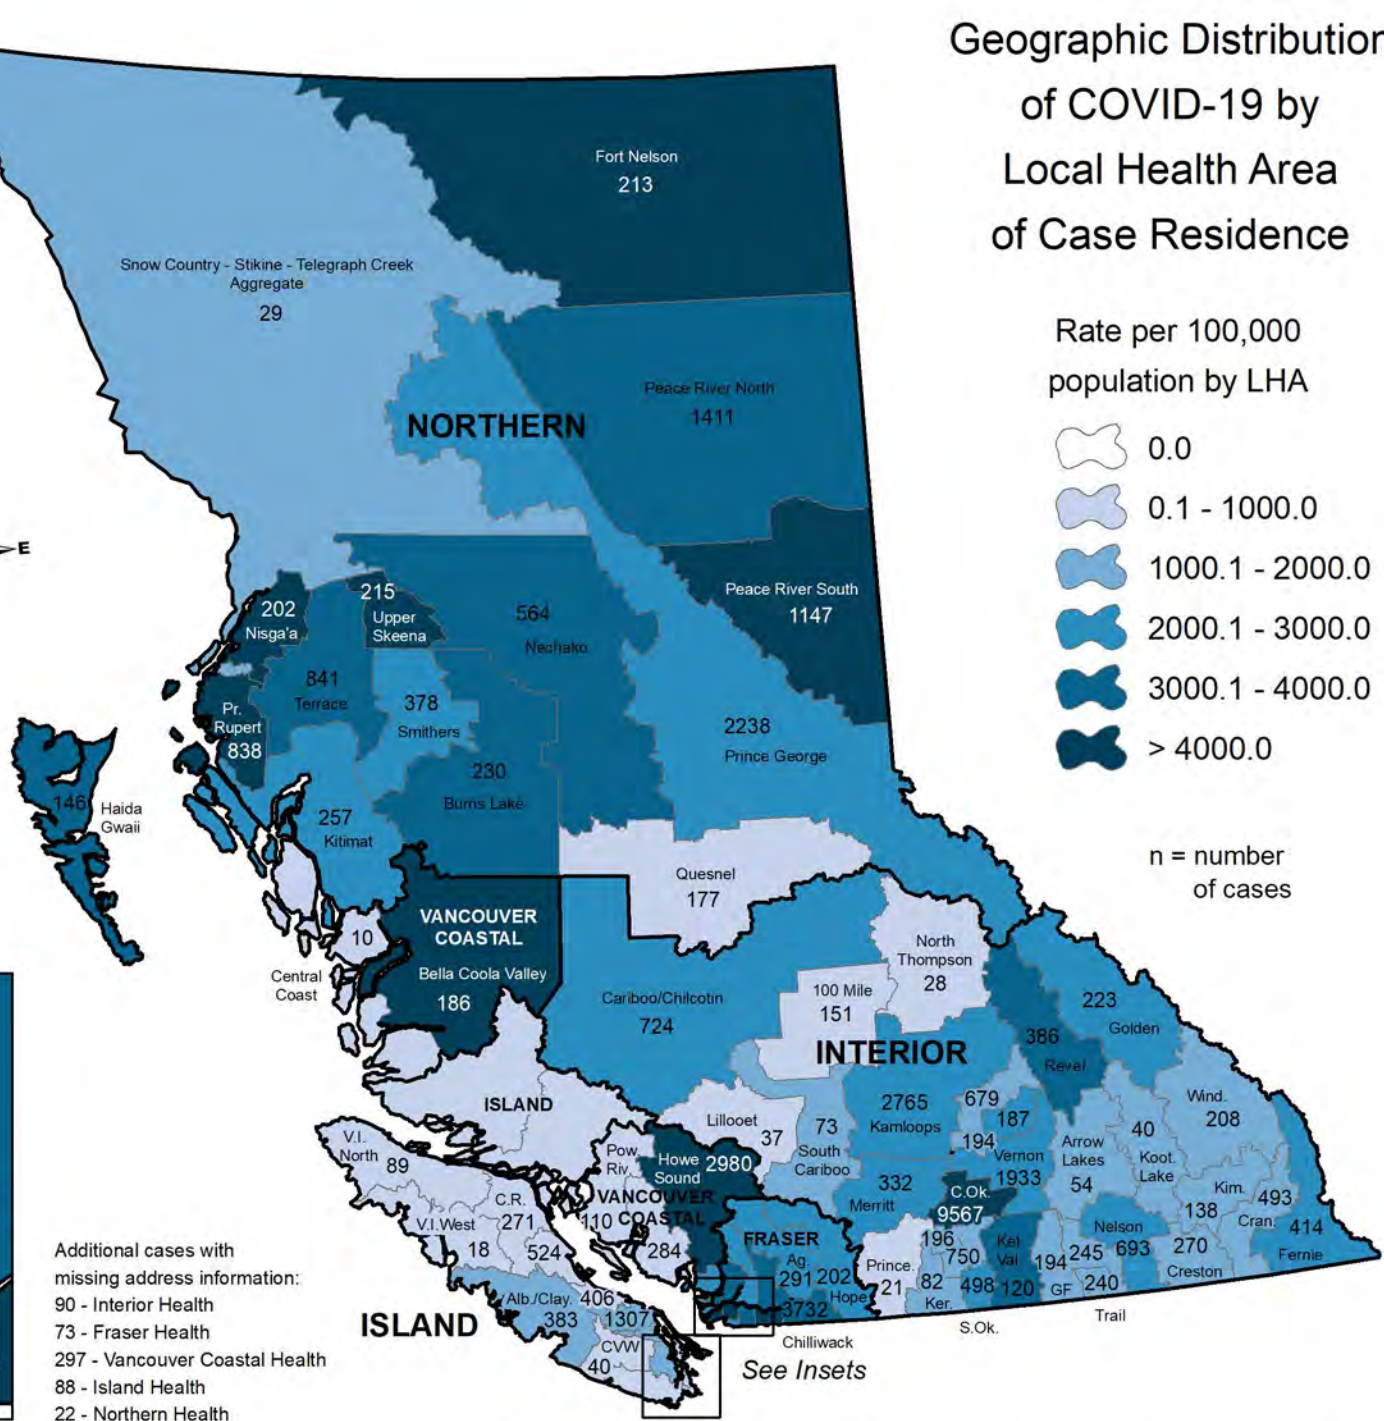 Geographic Distribution
of COVID-19 by
Local Health Area
of Case Residence
Rate per 100,000
population by LHA
0.0
0.1 - 1000.0
1000.1 - 2000.0
2000.1 - 3000.0
3000.1 - 4000.0
> 4000.0
n = number
of cases
Fort Nelson
213
Snow Country - Stikine - Telegraph Creek
Aggregate
29
Peace River North
1411
NORTHERN
E
Peace River South
1147
202
Nisga'a
215
Upper
Skeena
564
Nechako
841
Terrace
378
Smithers
Pr.
Rupert
838
2238
Prince George
230
Burns Lake
146
Haida
Gwaii
257
Kitimat
Quesnel
177
VANCOUVER
COASTAL
Bella Coola Valley
186
10
Central
Coast
North
Thompson
28
100 Mile
151
Cariboo/Chilcotin
724
INTERIOR
223
Golden
386
Revel
ISLAND
Lillooet
37
73
South
Cariboo
2765
Kamloops
679
187
194
Vernon
1933
Arrow
Lakes
54
40
Koot.
Lake
Wind.
208
V.I.
North
89
Pow.
Riv.
Howe
Sound
2980
332
Merritt
C.Ok.
9567
Kim.
138
493
Cran.
414
Fernie
C.R.
271
V.I.West
18
524
VANCOUVER
COASTAL
110
284
FRASER
Ag.
291
202
Hope
3732
Chilliwack
Prince.
21
196
750
82
Ker.
498
S.Ok.
Ket
Val
120
194
GF
245
240
Trail
Nelson
693
270
Creston
ISLAND
Alb./Clay.
383
406
1307
CVW
40
See Insets
Additional cases with
missing address information:
90 - Interior Health
73 - Fraser Health
297 - Vancouver Coastal Health
88 - Island Health
22 - Northern Health